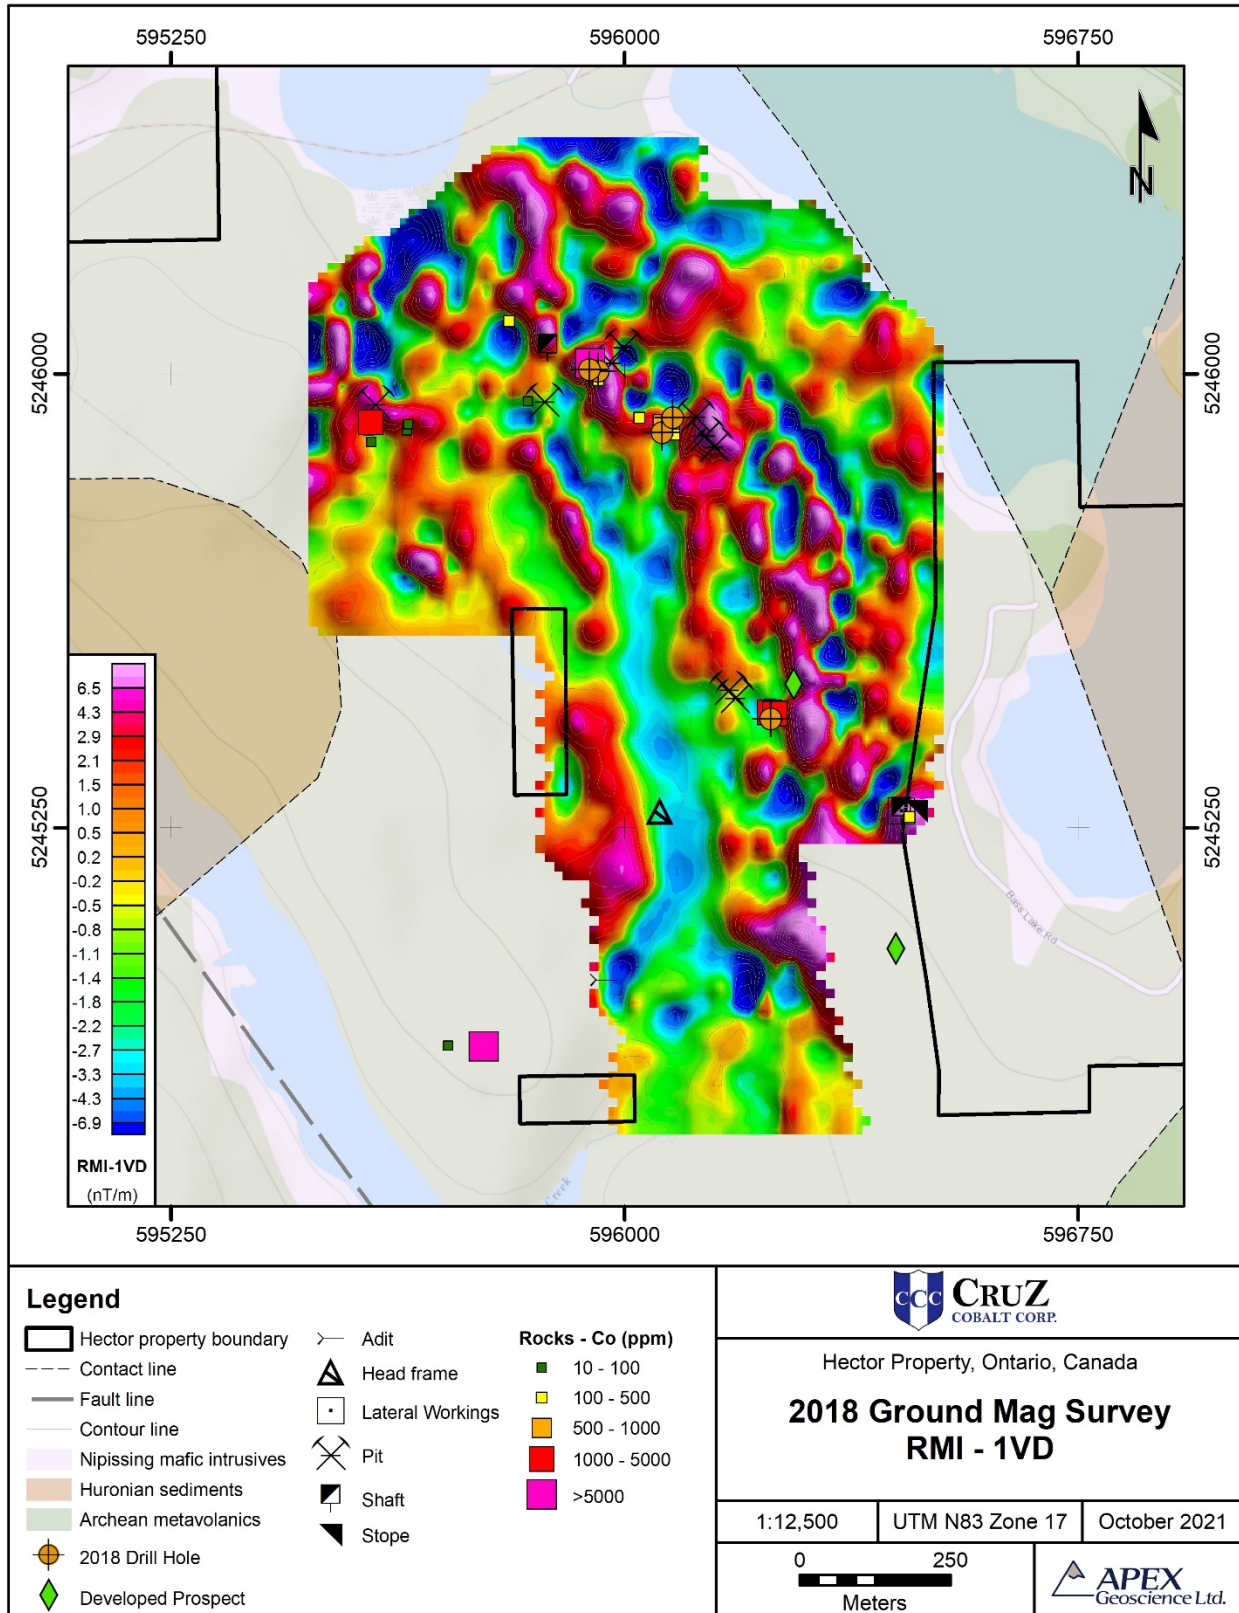 595250 596000 596750
N
5246000 5246000
5245250 5245250
Bass Lake Rd
Creek
6.5
4.3
2.9
2.1
1.5
1.0
0.5
0.2
-0.2
-0.5
-0.8
-1.1
-1.4
-1.8
-2.2
-2.7
-3.3
-4.3
-6.9
RMI-1VD
(nT/m)
595250 596000 596750
Legend
Hector property boundary
Contact line
Fault line
Contour line
Nipissing mafic intrusives
Huronian sediments
Archean metavolanics
2018 Drill Hole
Developed Prospect
Adit
Head frame
Lateral Workings
Pit
Shaft
Stope
Rocks - Co (ppm)
10 - 100
100 - 500
500 - 1000
1000 - 5000
>5000
CCC CRUZ
COBALT CORP.
Hector Property, Ontario, Canada
2018 Ground Mag Survey
RMI - 1VD
1:12,500 UTM N83 Zone 17 October 2021
0 250
Meters
APEX
Geoscience Ltd.